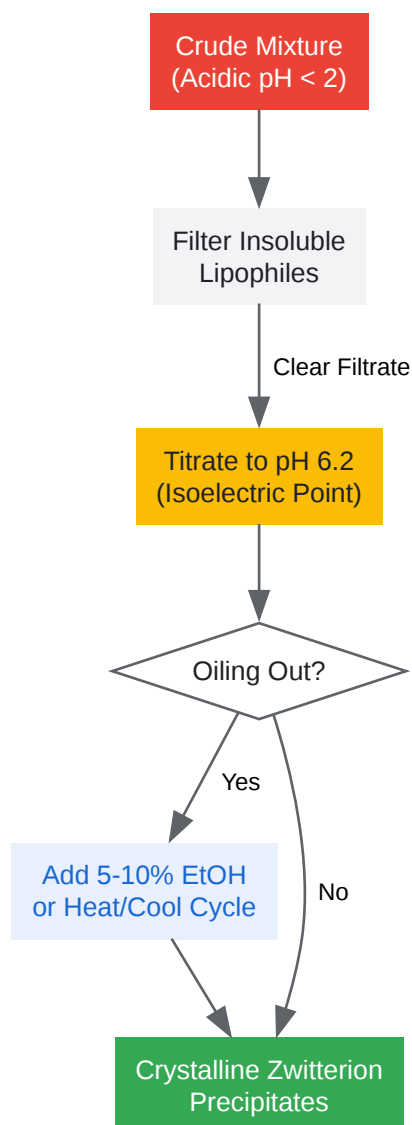 Crude Mixture
(Acidic pH < 2)
Filter Insoluble
Lipophiles
Clear Filtrate
Titrate to pH 6.2
(Isoelectric Point)
Oiling Out?
Yes
Add 5-10% EtOH
or Heat/Cool Cycle
No
Crystalline Zwitterion
Precipitates